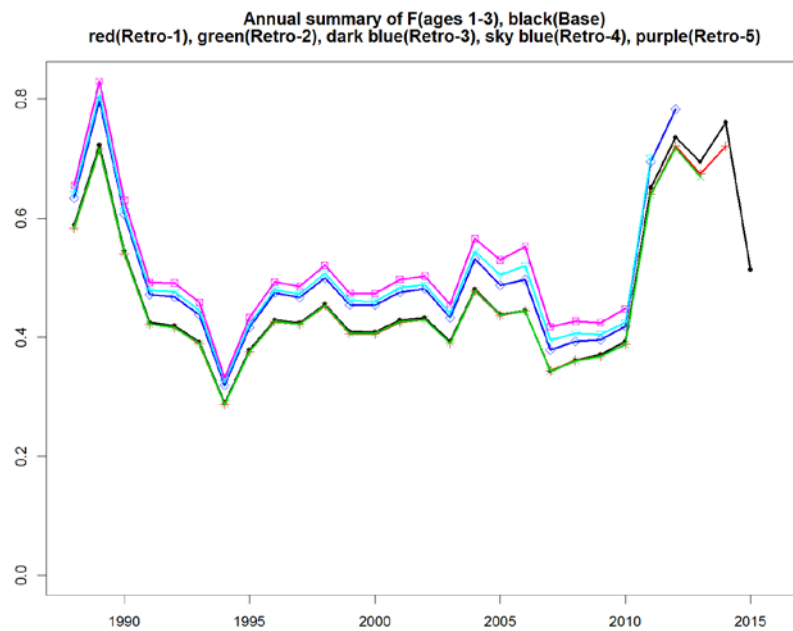 Annual summary of F(ages 1-3), black(Base)
red(Retro-1), green(Retro-2), dark blue(Retro-3), sky blue(Retro-4), purple(Retro-5)
0.8
0.6
0.4
0.2
0.0
1990 1995 2000 2005 2010 2015